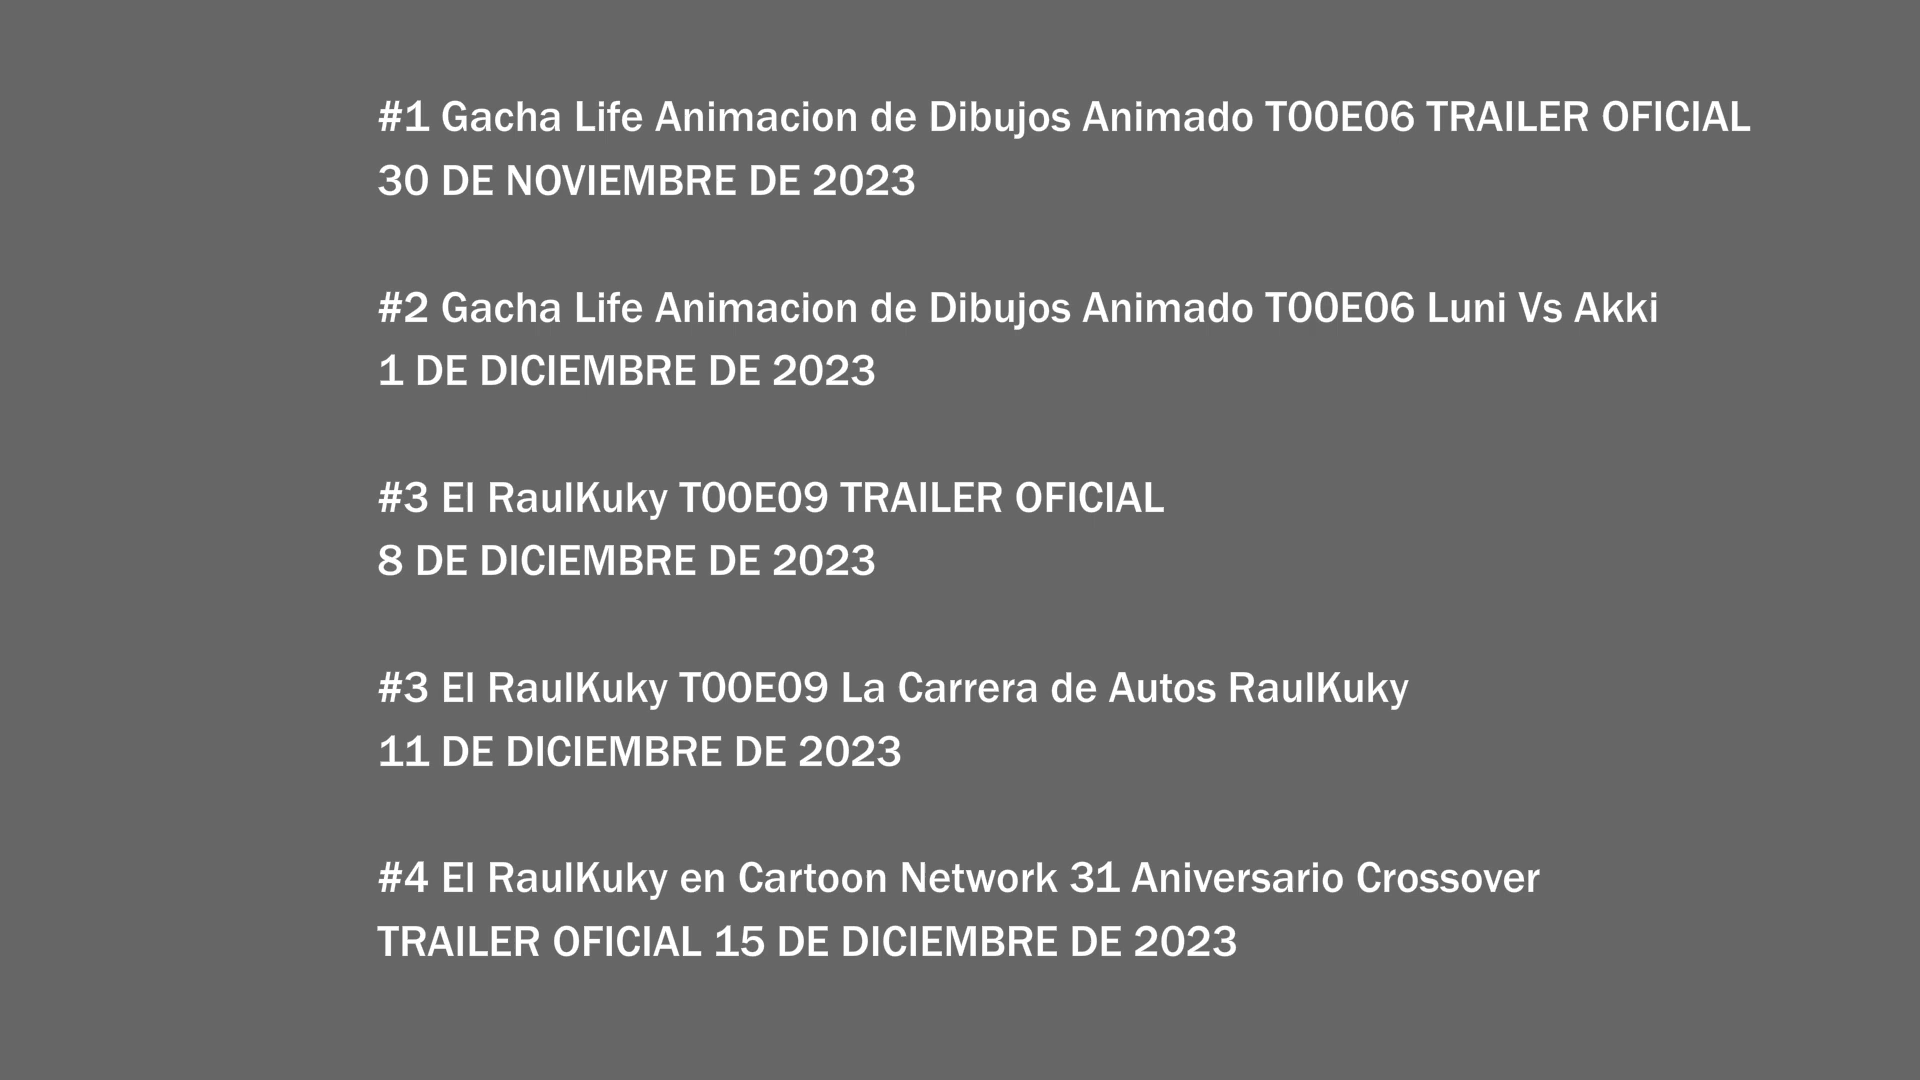 #1 Gacha Life Animacion de Dibujos Animado T00E06 TRAILER OFICIAL
30 DE NOVIEMBRE DE 2023
#2 Gacha Life Animacion de Dibujos Animado T00E06 Luni Vs Akki
1 DE DICIEMBRE DE 2023
#3 El RaulKuky T00E09 TRAILER OFICIAL
8 DE DICIEMBRE DE 2023
#3 El RaulKuky T00E09 La Carrera de Autos RaulKuky
11 DE DICIEMBRE DE 2023
#4 El RaulKuky en Cartoon Network 31 Aniversario Crossover
TRAILER OFICIAL 15 DE DICIEMBRE DE 2023